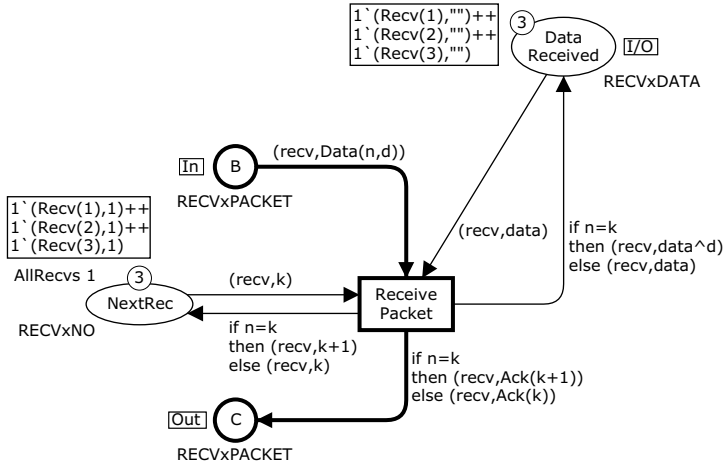 1`(Recv(1),"")++
1`(Recv(2),"")++
1`(Recv(3),"")
3
Data
Received
I/O
RECVxDATA
(recv,Data(n,d))
In
B
RECVxPACKET
1`(Recv(1),1)++
1`(Recv(2),1)++
1`(Recv(3),1)
(recv,data)
if n=k
then (recv,data^d)
else (recv,data)
AllRecvs 1
3
NextRec
RECVxNO
(recv,k)
Receive
Packet
if n=k
then (recv,k+1)
else (recv,k)
if n=k
then (recv,Ack(k+1))
else (recv,Ack(k))
Out
C
RECVxPACKET